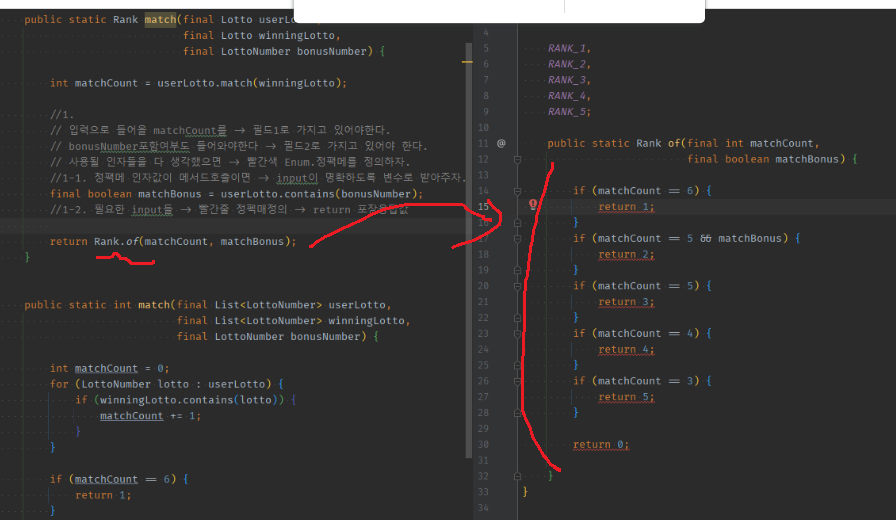 public static Rank match(final Lotto userLotto,
final Lotto winningLotto,
final LottoNumber bonusNumber) {
int matchCount = userLotto.match(winningLotto);
//1.
// 입력으로 들어올 matchCount를 → 필드1로 가지고 있어야한다.
// bonusNumber포함여부도 들어와야한다 → 필드2로 가지고 있어야 한다.
// 사용될 인자들을 다 생각했으면 → 빨간색 Enum.정팩메를 정의하자.
//1-1. 정팩메 인자값이 메서드호출이면 → input이 명확하도록 변수로 받아주자.
final boolean matchBonus = userLotto.contains(bonusNumber);
//1-2. 필요한 input들 → 빨간줄 정팩매정의 → return 포장용답값
return Rank.of(matchCount, matchBonus);
}
public static int match(final List<LottoNumber> userLotto,
final List<LottoNumber> winningLotto,
final LottoNumber bonusNumber) {
int matchCount = 0;
for (LottoNumber lotto : userLotto) {
if (winningLotto.contains(lotto)) {
matchCount += 1;
}
}
if (matchCount == 6) {
return 1;
}
4
5 RANK_1,
6 RANK_2,
7 RANK_3,
8 RANK_4,
9 RANK_5;
10
11 @ public static Rank of(final int matchCount,
12 final boolean matchBonus) {
13
14 if (matchCount == 6) {
15 return 1;
16 }
17 if (matchCount == 5 && matchBonus) {
18 return 2;
19 }
20 if (matchCount == 5) {
21 return 3;
22 }
23 if (matchCount == 4) {
24 return 4;
25 }
26 if (matchCount == 3) {
27 return 5;
28 }
29
30 return 0;
31
32 }
33 }
34